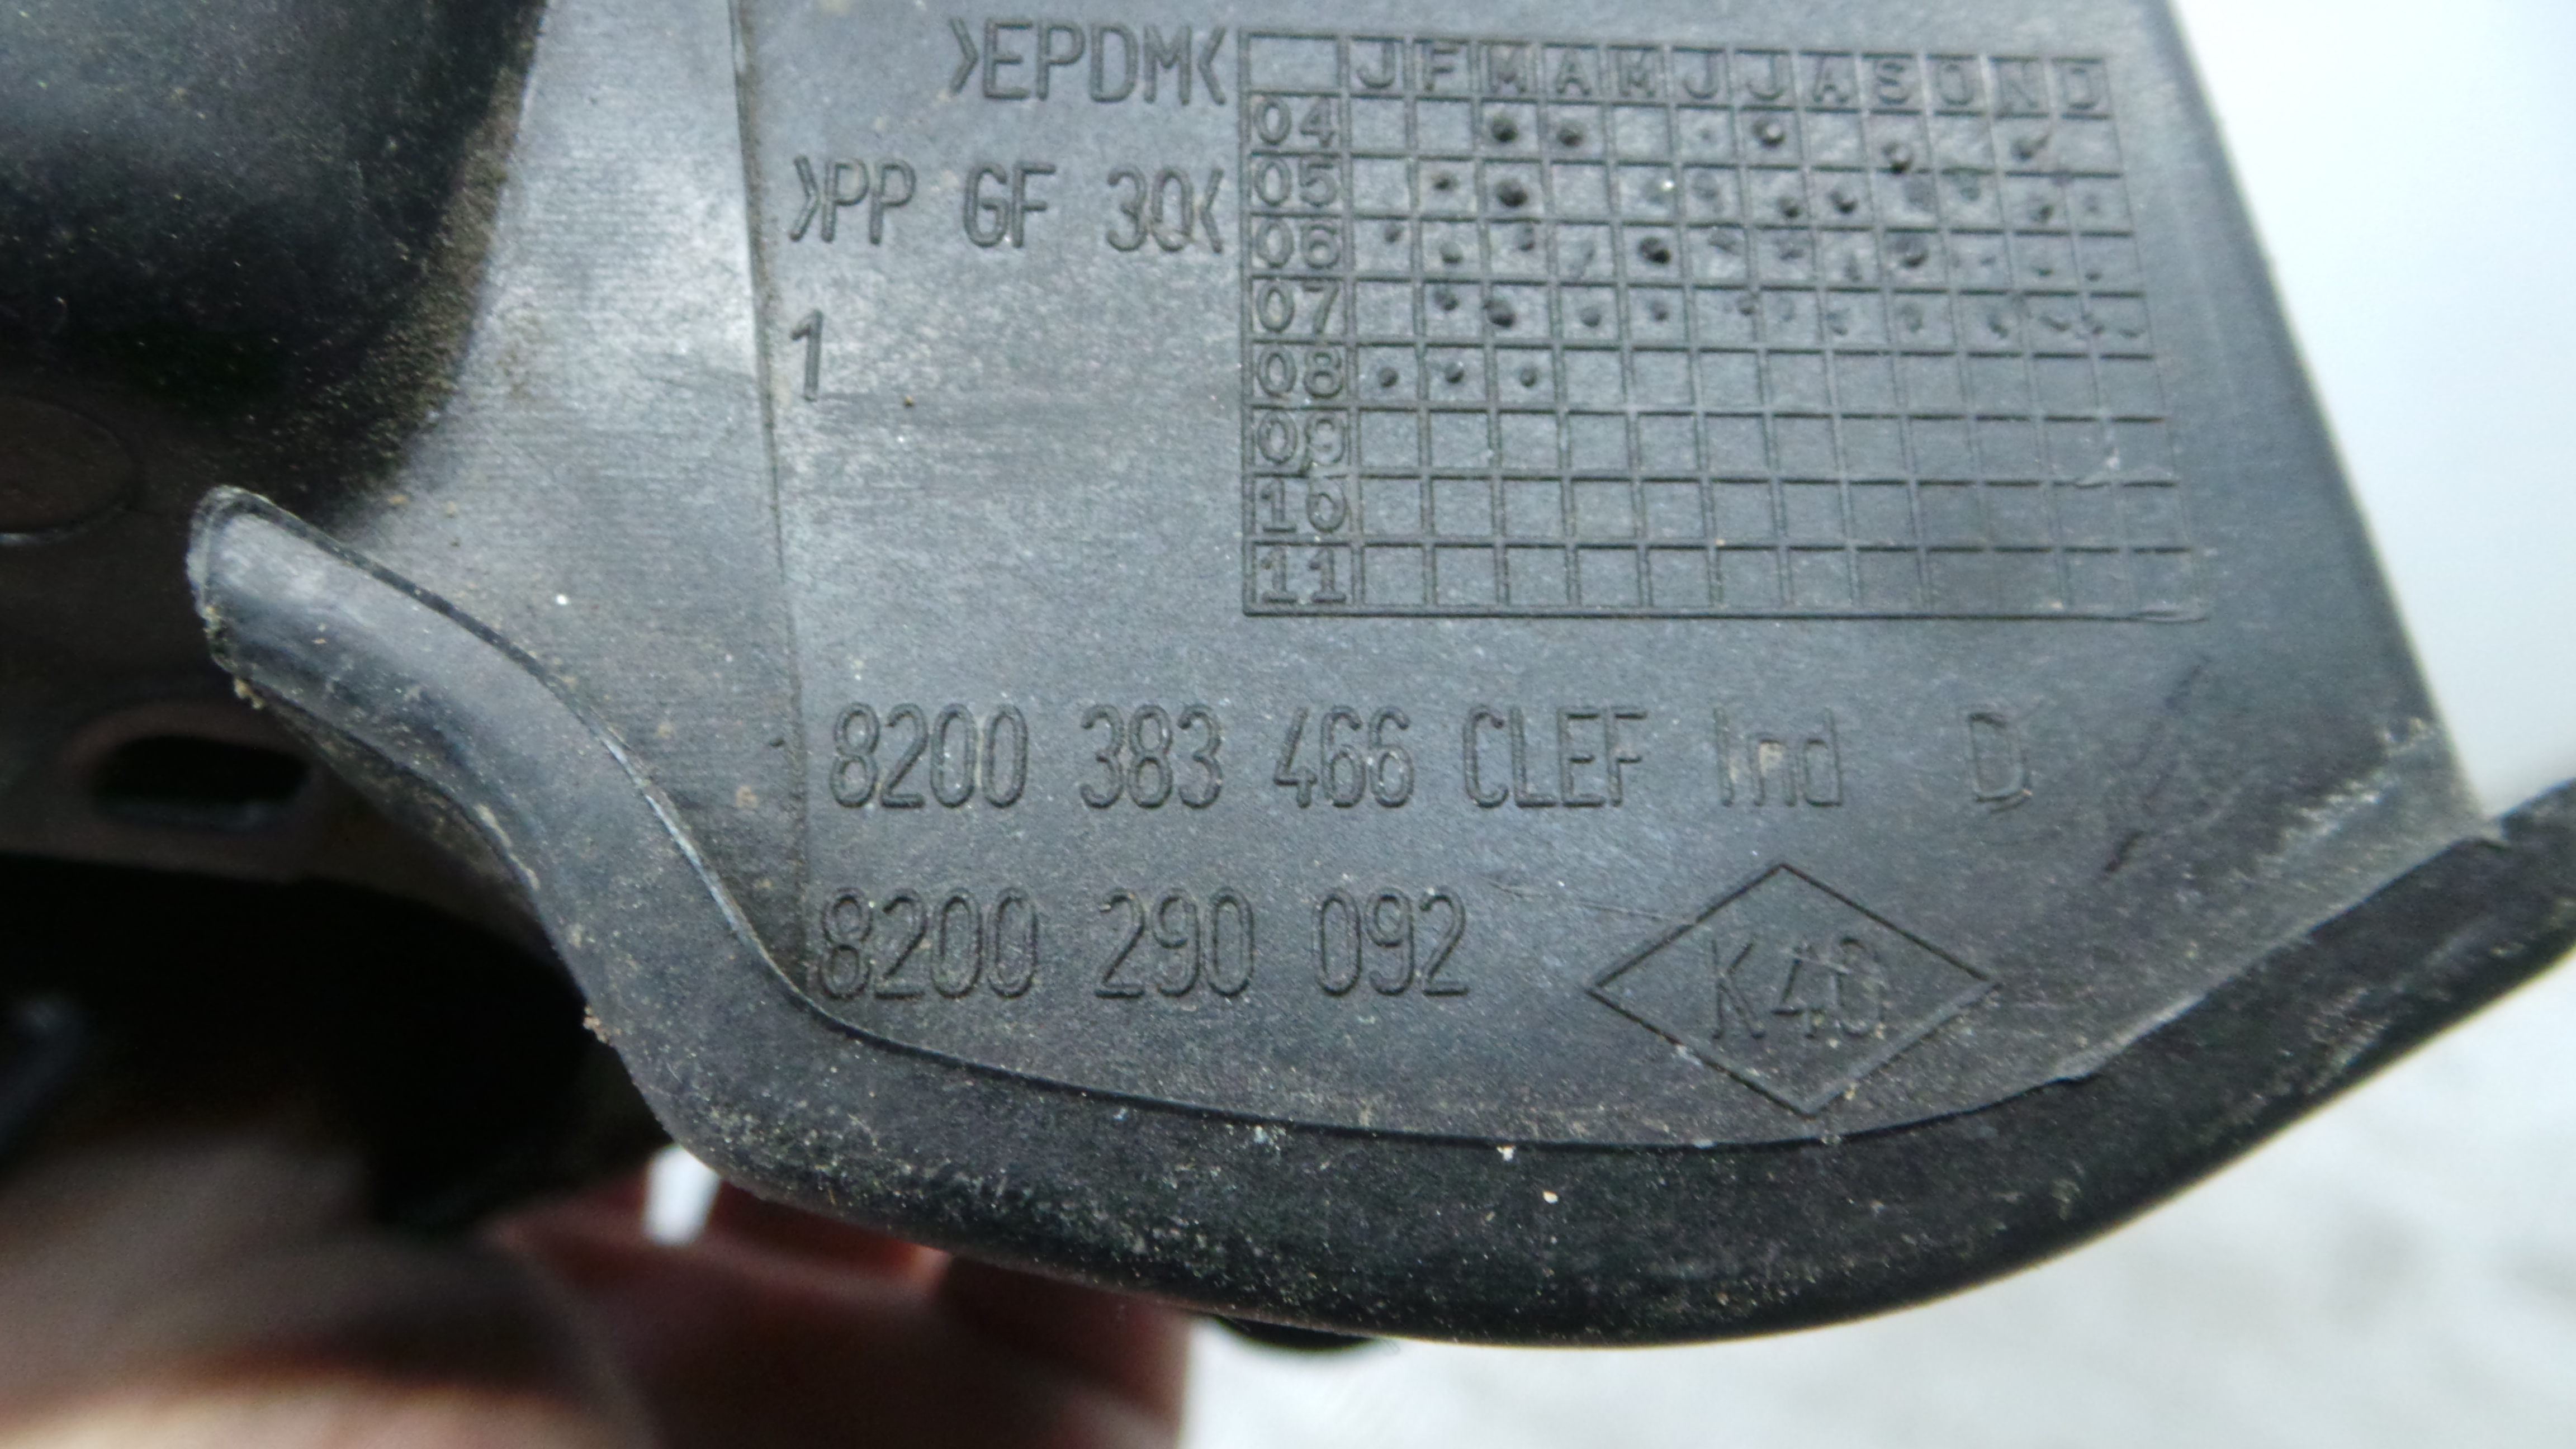 >EPDM<
>PP GF 30<
1
J F M A M J J A S O N D
04
05
06
07
08
09
10
11
8200 383 466 CLEF Ind D
8200 290 092
K40